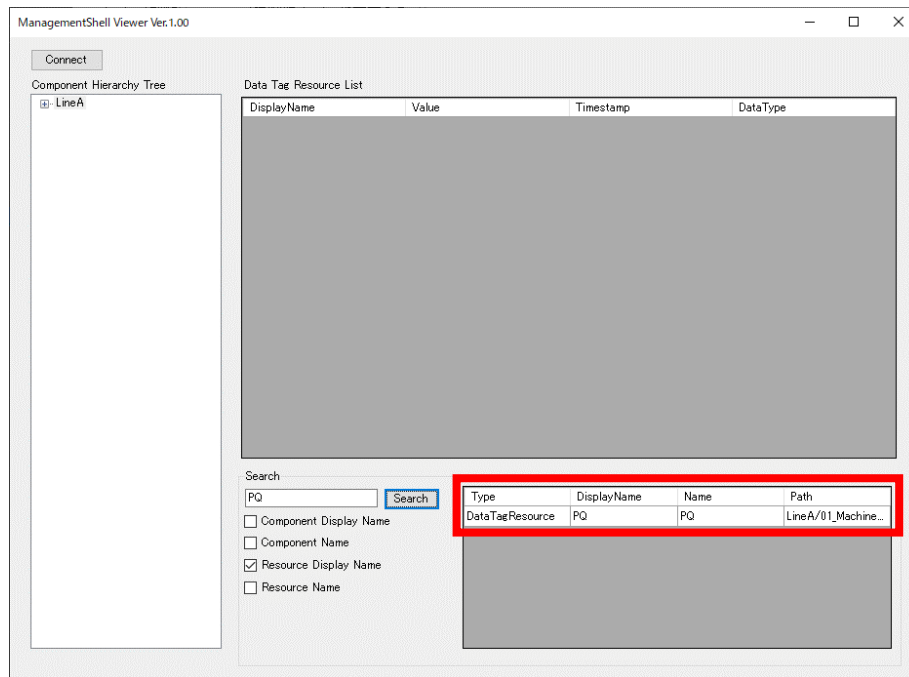 ManagementShell Viewer Ver.1.00
Connect
Component Hierarchy Tree
LineA
Data Tag Resource List
DisplayName Value Timestamp DataType
Search
PQ Search
Component Display Name
Component Name
Resource Display Name
Resource Name
Type DisplayName Name Path
DataTagResource PQ PQ LineA/01_Machine...